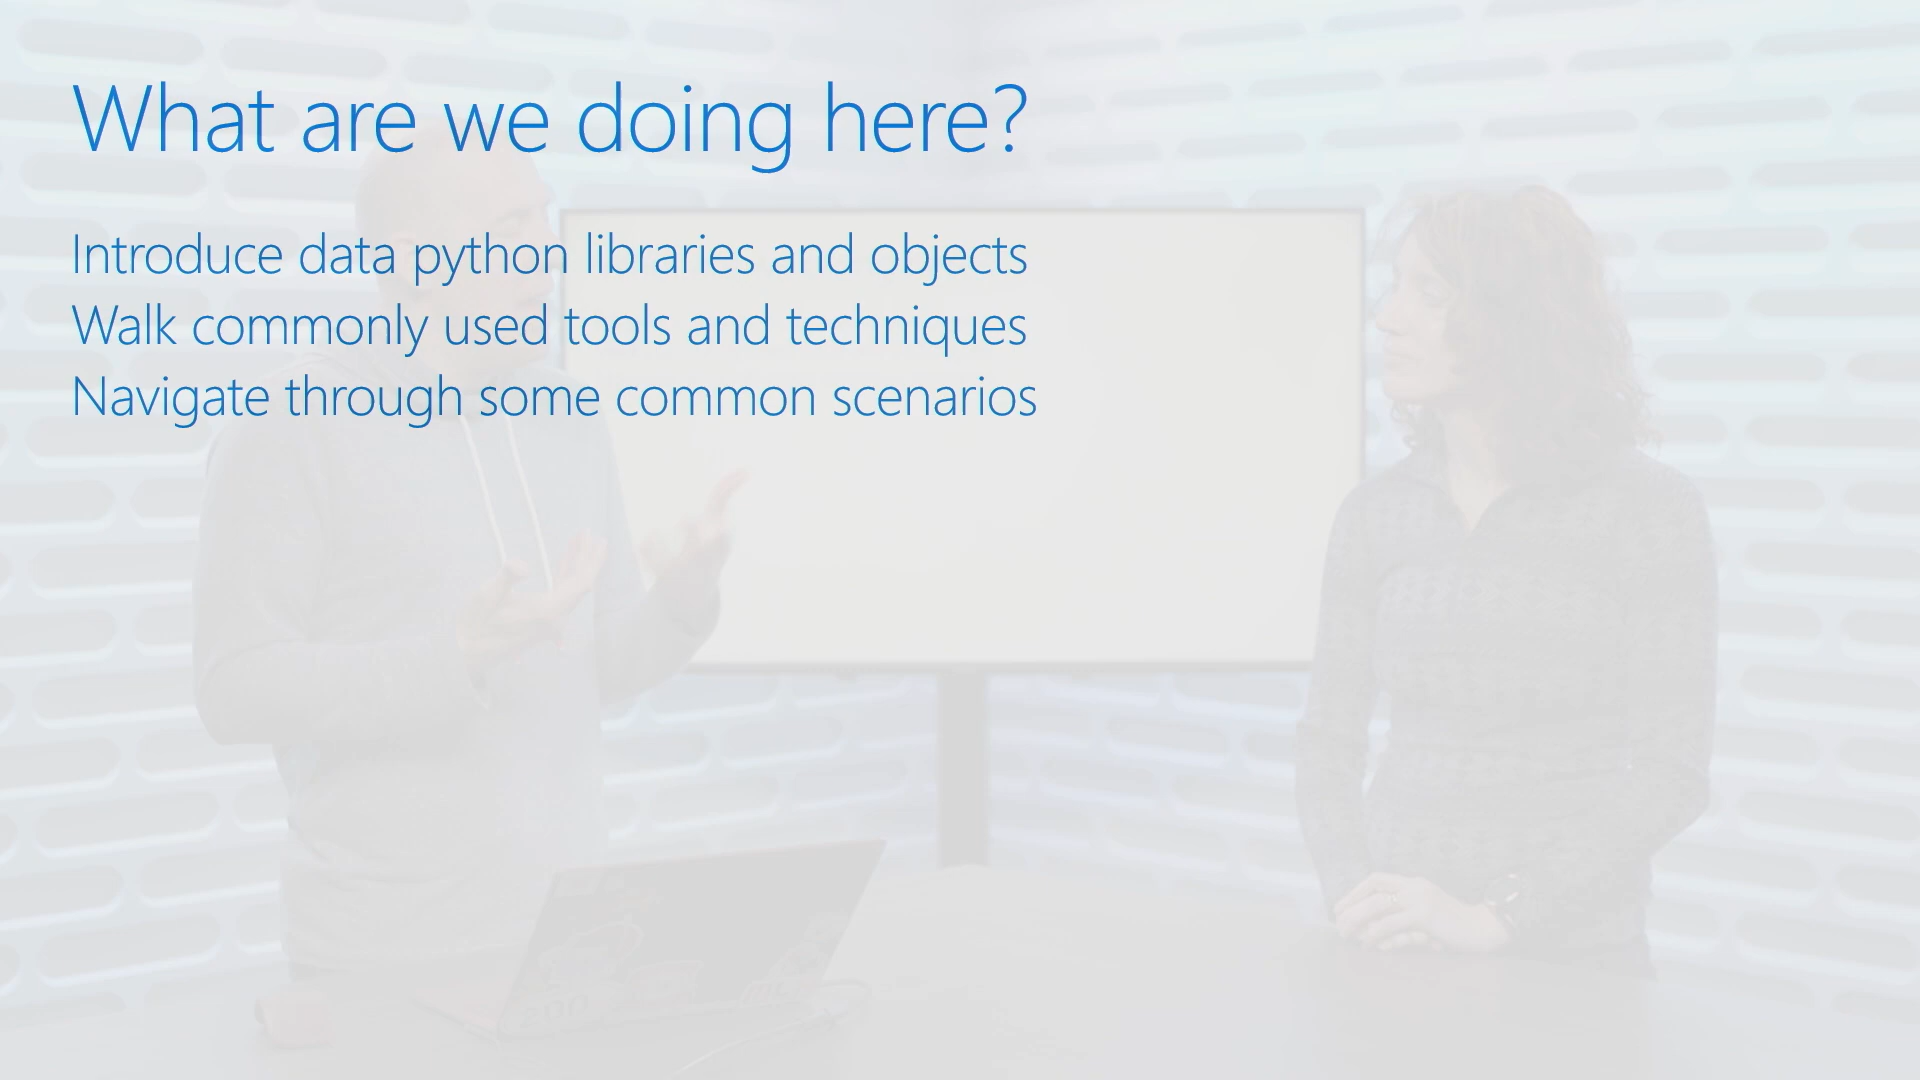 What are we doing here?
Introduce data python libraries and objects
Walk commonly used tools and techniques
Navigate through some common scenarios